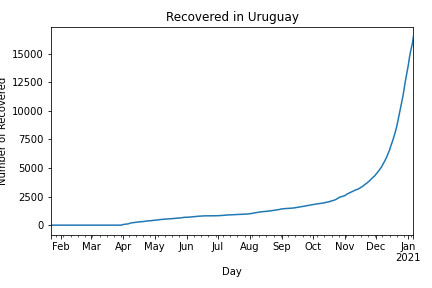 Recovered in Uruguay
Number of Recovered
15000
12500
10000
7500
5000
2500
0
Feb Mar Apr May Jun Jul Aug Sep Oct Nov Dec Jan
2021
Day